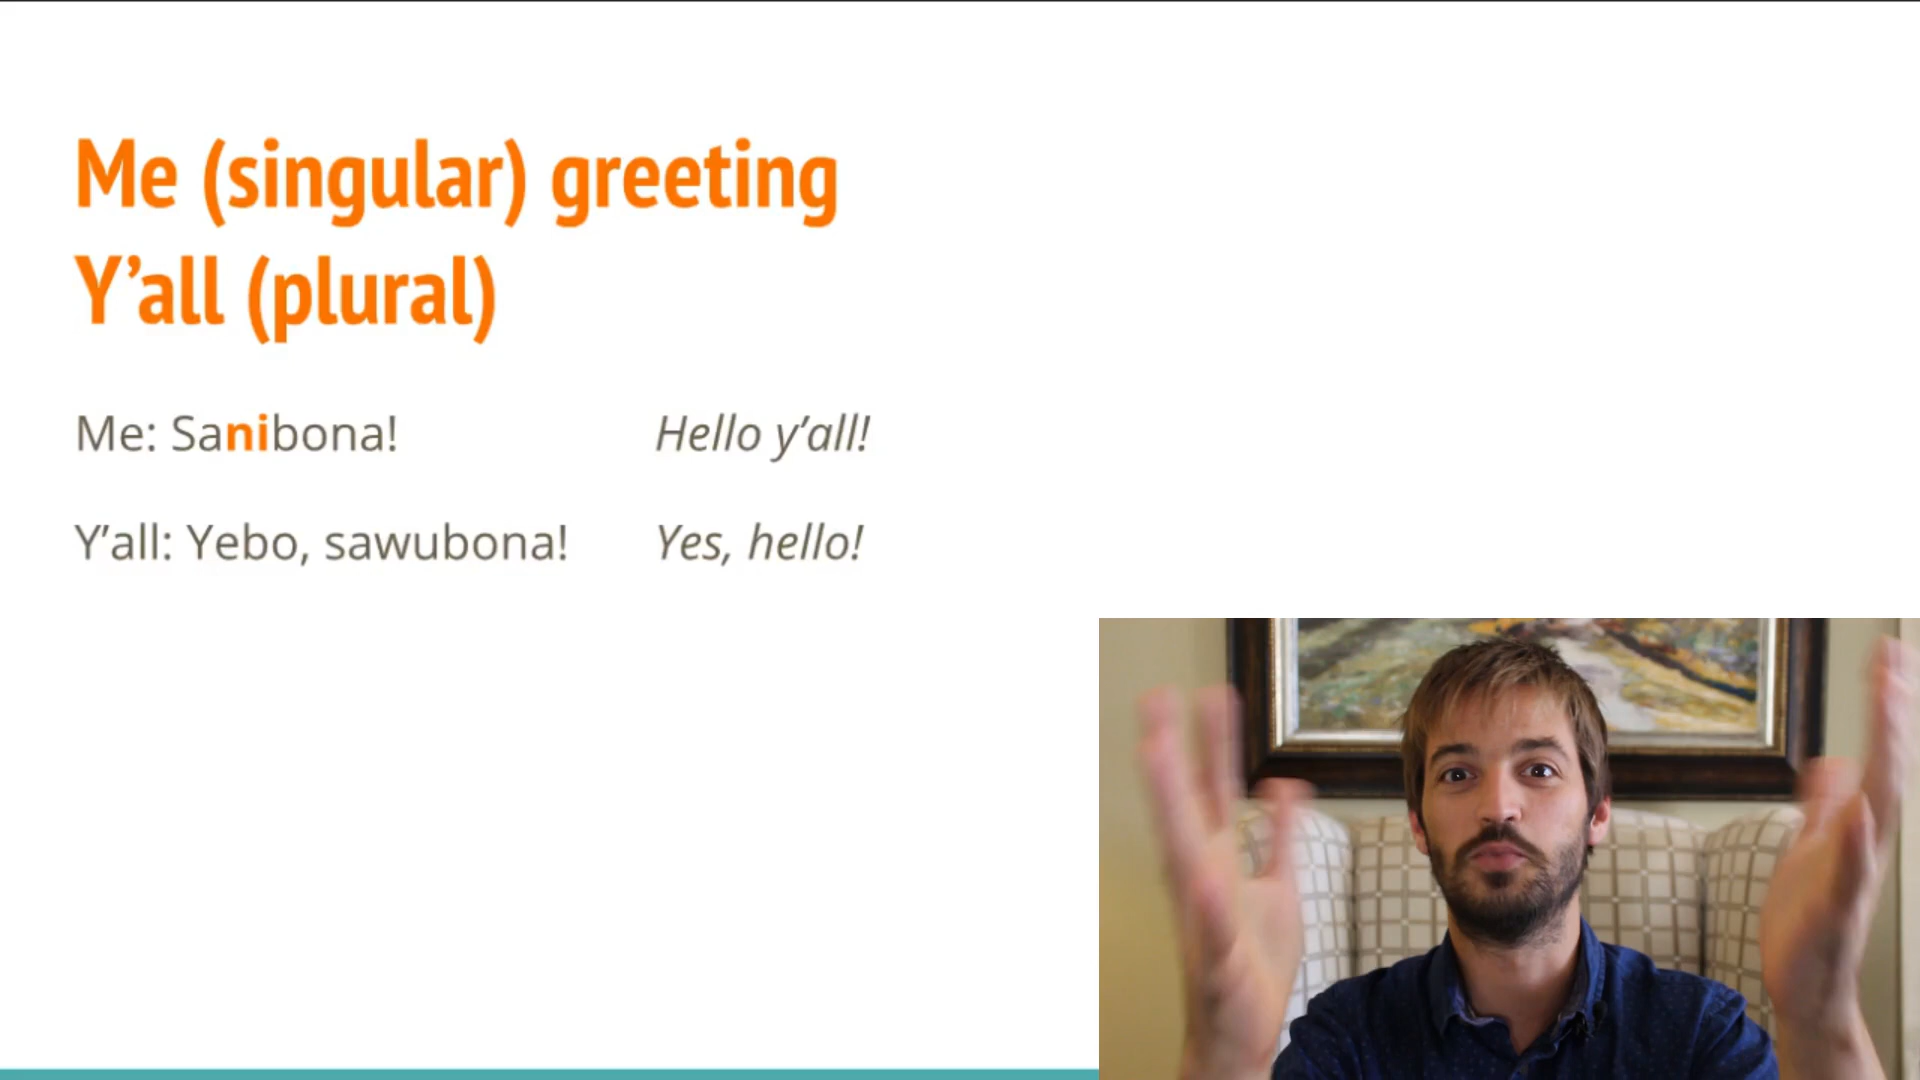 Me (singular) greeting
Y’all (plural)
Me: Sanibona! Hello y’all!
Y’all: Yebo, sawubona! Yes, hello!